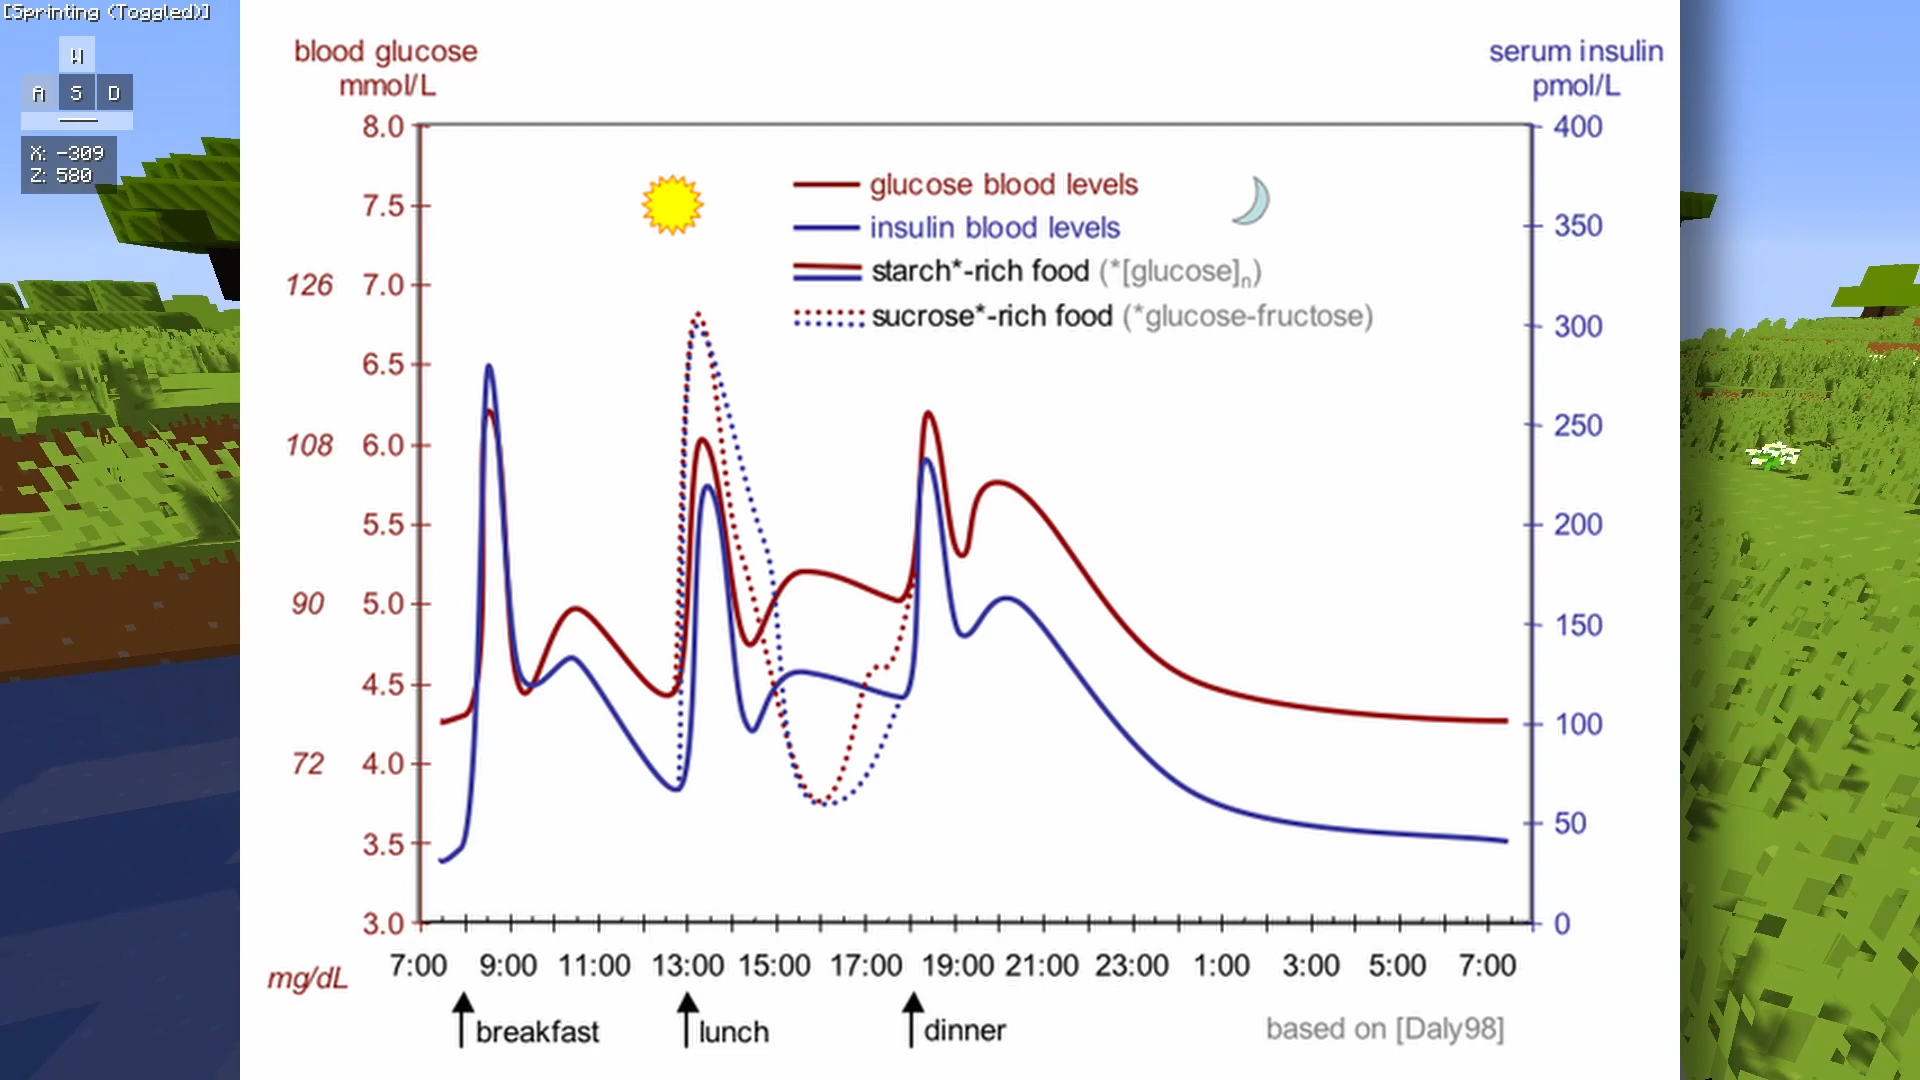 [Sprinting (Toggled)]
W
A S D
X: -309
Z: 580
blood glucose
mmol/L
serum insulin
pmol/L
8.0
7.5
126 7.0
6.5
108 6.0
5.5
90 5.0
4.5
72 4.0
3.5
3.0
mg/dL
glucose blood levels
insulin blood levels
starch*-rich food (*[glucose]n)
sucrose*-rich food (*glucose-fructose)
400
350
300
250
200
150
100
50
0
7:00 9:00 11:00 13:00 15:00 17:00 19:00 21:00 23:00 1:00 3:00 5:00 7:00
breakfast lunch dinner
based on [Daly98]